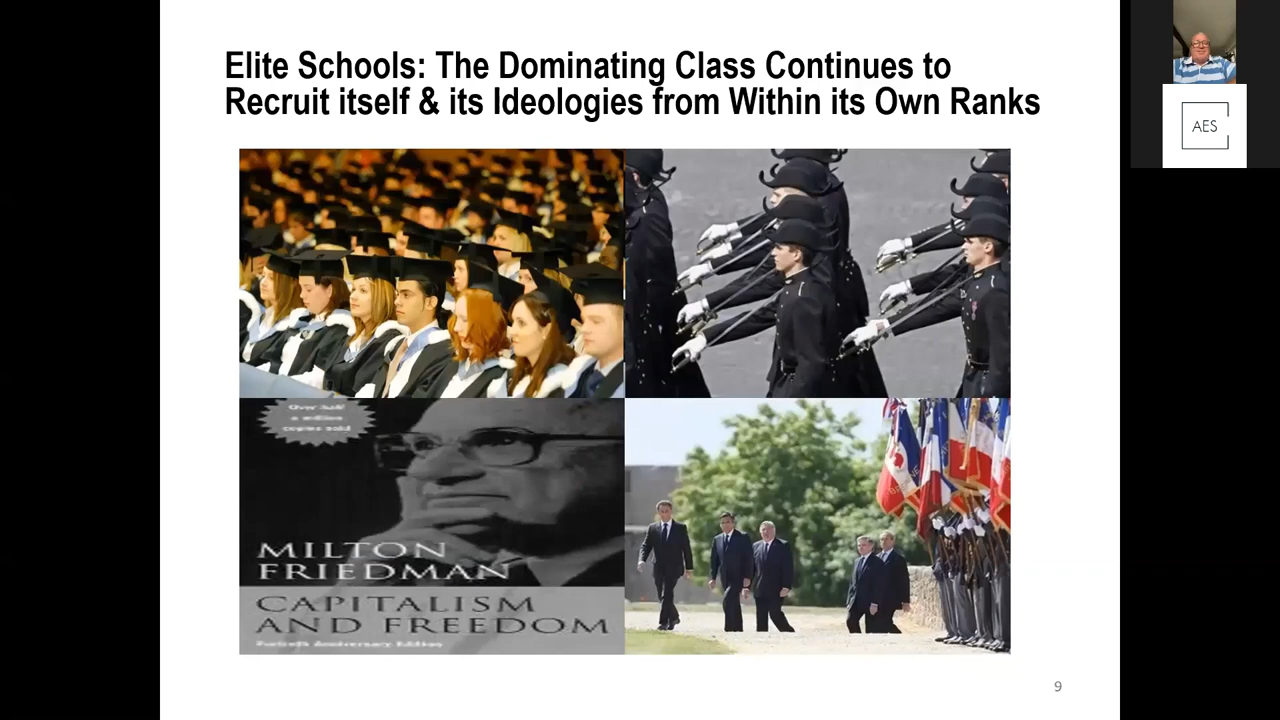 Elite Schools: The Dominating Class Continues to
Recruit itself & its Ideologies from Within its Own Ranks
Over half
a million
copies sold
MILTON
FRIEDMAN
CAPITALISM
AND FREEDOM
Fortieth Anniversary Edition
9
AES